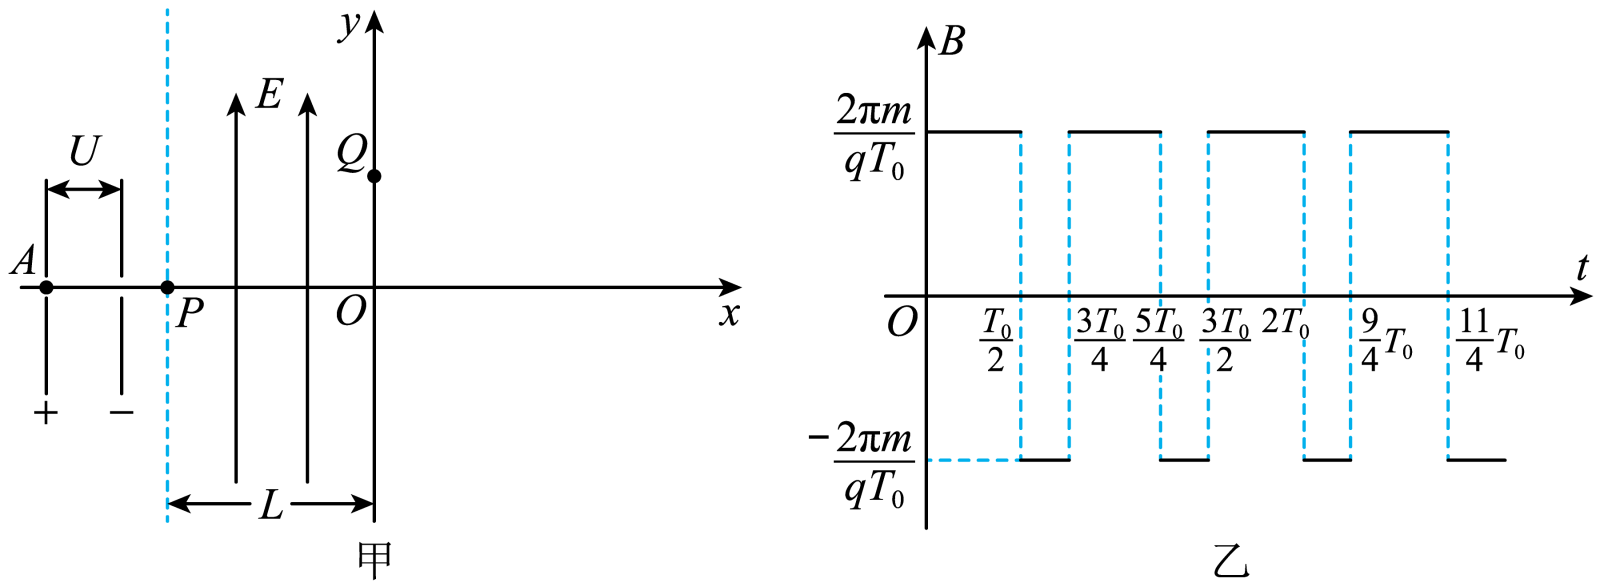 y
E
U
Q
A
P
O
x
+ −
L
甲
B
2πm/qT₀
t
O
T₀/2 3T₀/4 5T₀/4 3T₀/2 2T₀ 9/4 T₀ 11/4 T₀
−2πm/qT₀
乙